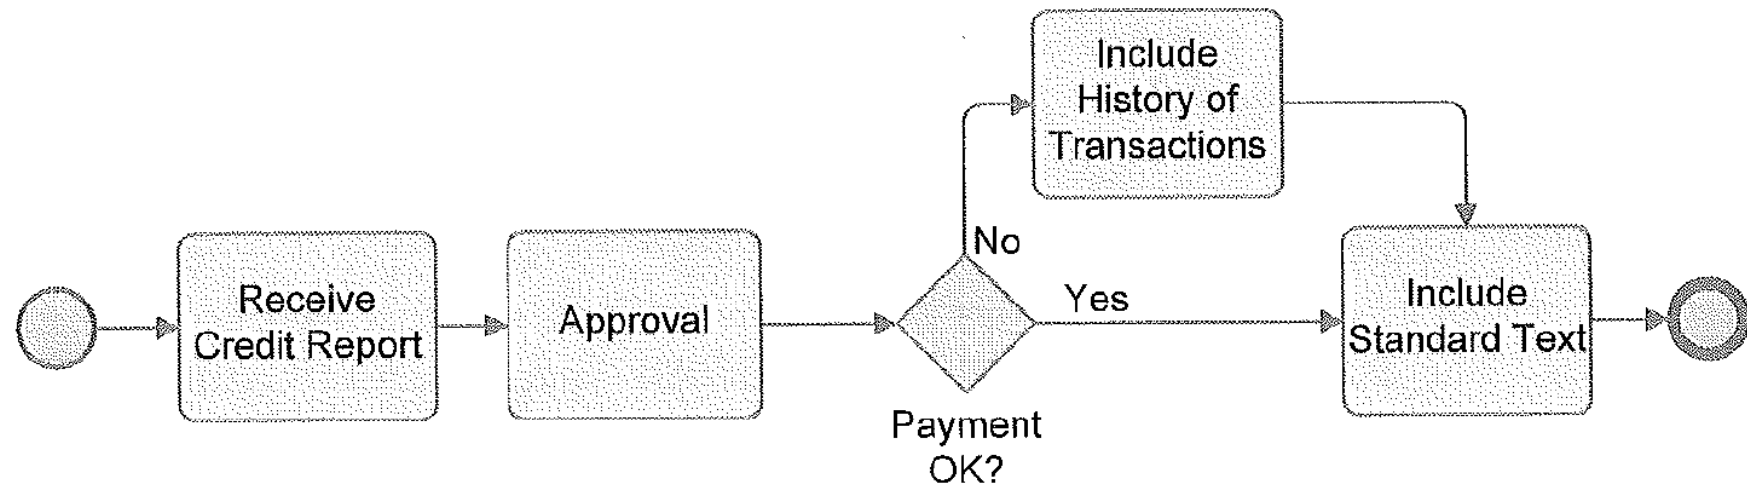 Receive
Credit Report
Approval
No
Yes
Payment
OK?
Include
History of
Transactions
Include
Standard Text